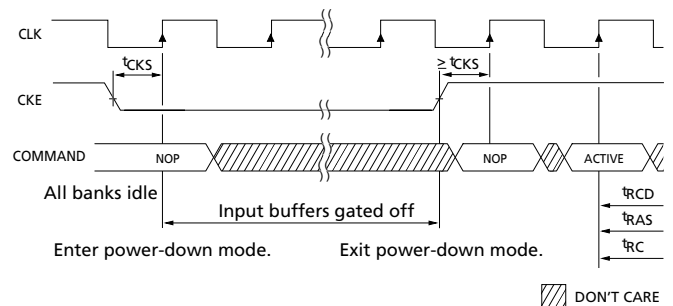 CLK
tCKS
≥ tCKS
CKE
COMMAND
NOP
NOP
ACTIVE
All banks idle
tRCD
Input buffers gated off
tRAS
Enter power-down mode.
Exit power-down mode.
tRC
DON'T CARE